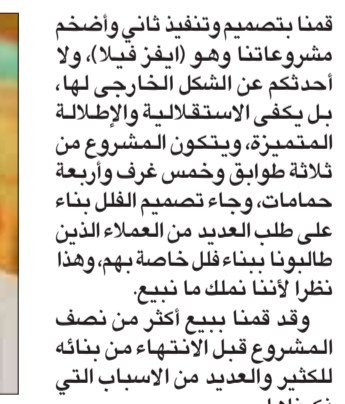 قمنا بتصميم وتنفيذ ثاني وأضخم
مشروعاتنا وهو (ايفز فيلا)، ولا
أحدثكم عن الشكل الخارجى لها،
بل يكفى الاستقلالية والإطلالة
المتميزة، ويتكون المشروع من
ثلاثة طوابق وخمس غرف وأربعة
حمامات، وجاء تصميم الفلل بناء
على طلب العديد من العملاء الذين
طالبونا ببناء فلل خاصة بهم، وهذا
نظرا لأننا نملك ما نبيع.
وقد قمنا ببيع أكثر من نصف
المشروع قبل الانتهاء من بنائه
للكثير والعديد من الاسباب التي